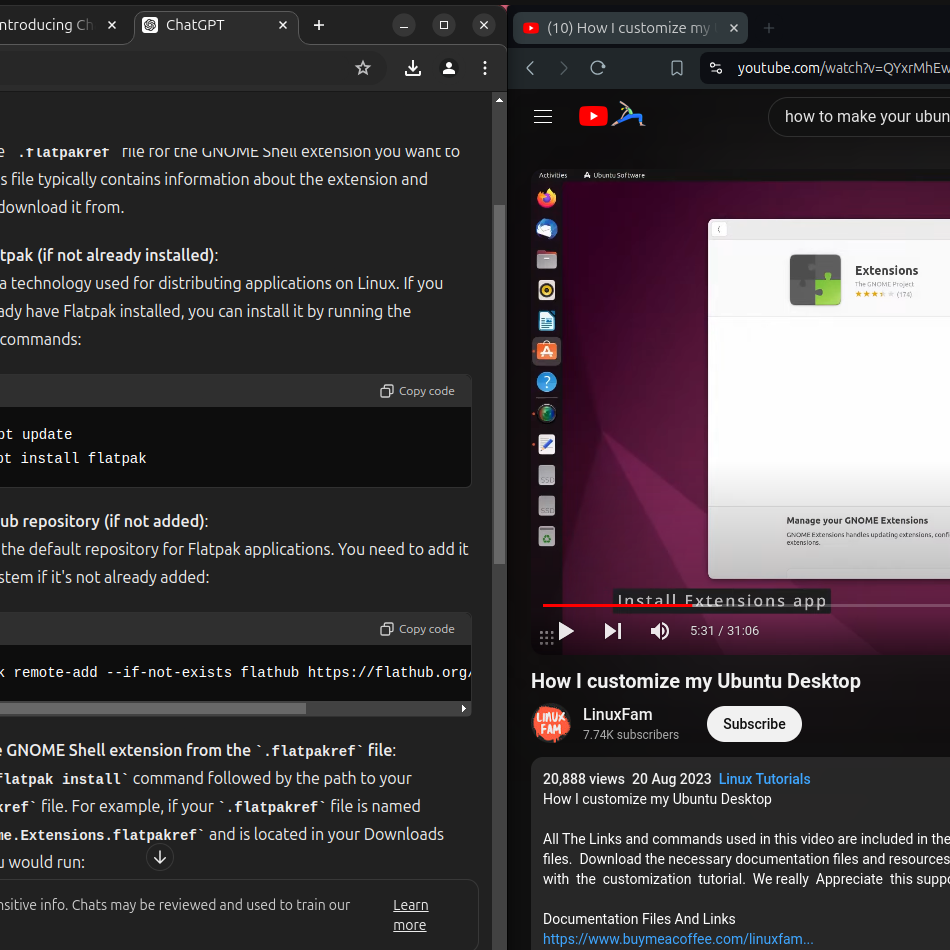 ntroducing Ch
ChatGPT
e `.flatpakref` file for the GNOME Shell extension you want to
s file typically contains information about the extension and
download it from.
tpak (if not already installed):
a technology used for distributing applications on Linux. If you
ady have Flatpak installed, you can install it by running the
commands:
Copy code
pt update
pt install flatpak
ub repository (if not added):
the default repository for Flatpak applications. You need to add it
stem if it's not already added:
Copy code
k remote-add --if-not-exists flathub https://flathub.org/
e GNOME Shell extension from the `.flatpakref` file:
flatpak install` command followed by the path to your
kref` file. For example, if your `.flatpakref` file is named
me.Extensions.flatpakref` and is located in your Downloads
u would run:
nsitive info. Chats may be reviewed and used to train our
Learn
more
(10) How I customize my
youtube.com/watch?v=QYxrMhEw
how to make your ubun
Activities
Ubuntu Software
Extensions
The GNOME Project
(174)
Manage your GNOME Extensions
GNOME Extensions handles updating extensions, confi
extensions.
Install Extensions app
5:31 / 31:06
How I customize my Ubuntu Desktop
LINUX
FAM
LinuxFam
7.74K subscribers
Subscribe
20,888 views 20 Aug 2023 Linux Tutorials
How I customize my Ubuntu Desktop
All The Links and commands used in this video are included in the
files. Download the necessary documentation files and resources
with the customization tutorial. We really Appreciate this suppo
Documentation Files And Links
https://www.buymeacoffee.com/linuxfam...